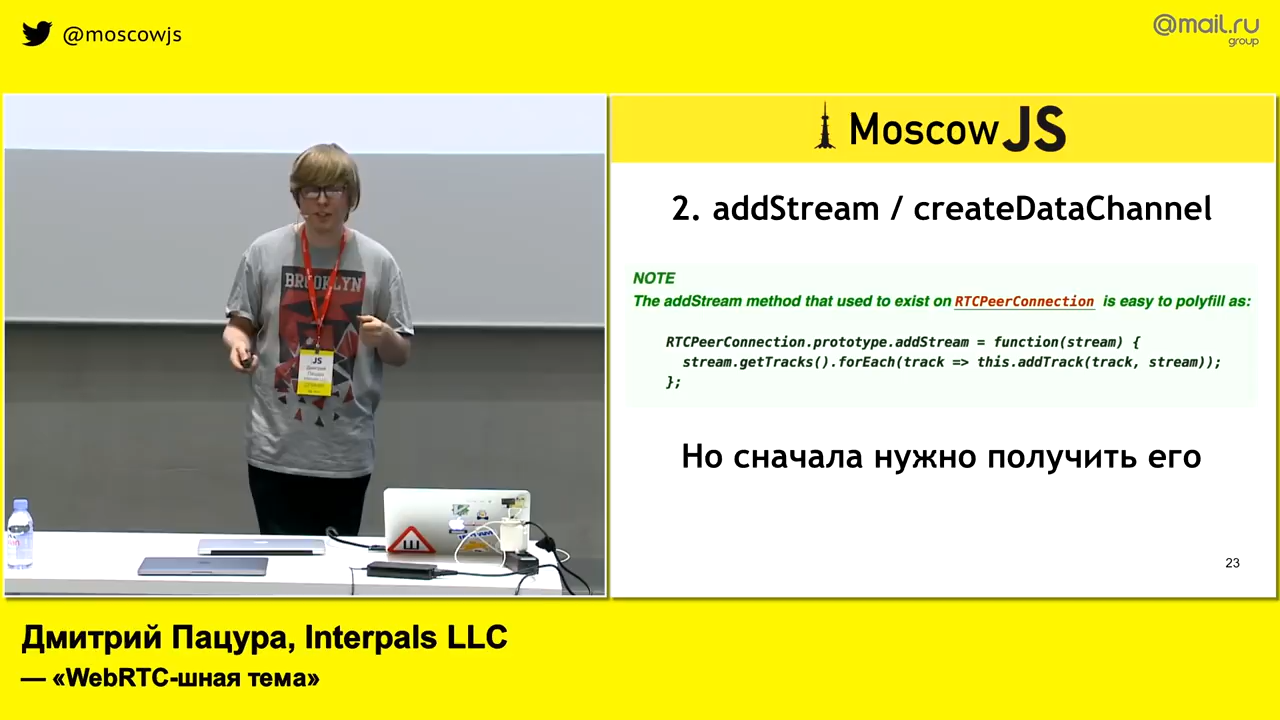 @moscowjs
@mail.ru
group
Moscow JS
2. addStream / createDataChannel
NOTE
The addStream method that used to exist on RTCPeerConnection is easy to polyfill as:
RTCPeerConnection.prototype.addStream = function(stream) {
stream.getTracks().forEach(track => this.addTrack(track, stream));
};
Но сначала нужно получить его
23
BROOKLYN
JS
Дмитрий
Пацура
Ш
Дмитрий Пацура, Interpals LLC
— «WebRTC-шная тема»